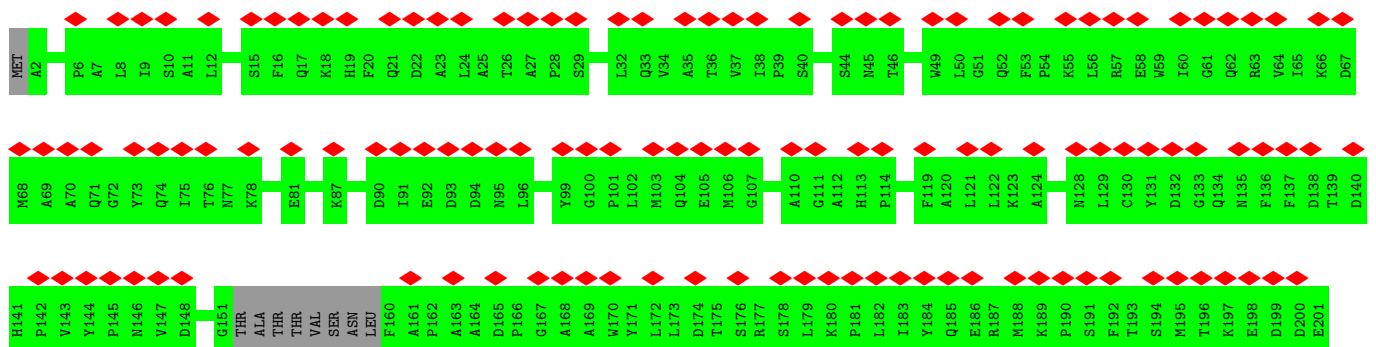 MET A2 P6 A7 L8 I9 S10 A11 L12 S15 F16 Q17 K18 H19 F20 Q21 D22 A23 L24 A25 T26 A27 P28 S29 L32 Q33 V34 A35 T36 V37 I38 P39 S40 S44 N45 T46 W49 L50 G51 Q52 F53 P54 K55 L56 R57 E58 W59 I60 G61 Q62 R63 V64 I65 K66 D67
M68 A69 A70 Q71 G72 Y73 Q74 I75 T76 N77 K78 E81 K87 D90 I91 E92 D93 D94 N95 L96 Y99 G100 P101 L102 M103 Q104 E105 M106 G107 A110 G111 A112 H113 P114 F119 A120 L121 L122 K123 A124 N128 L129 C130 Y131 D132 G133 Q134 N135 F136 F137 D138 T139 D140
H141 P142 V143 Y144 P145 N146 V147 D148 G151 THR ALA THR THR VAL SER ASN LEU F160 A161 P162 A163 A164 D165 P166 G167 A168 A169 W170 Y171 L172 L173 D174 T175 S176 R177 S178 L179 K180 P181 L182 I183 Y184 Q185 E186 R187 M188 K189 P190 S191 F192 T193 S194 M195 T196 K197 E198 D199 D200 E201